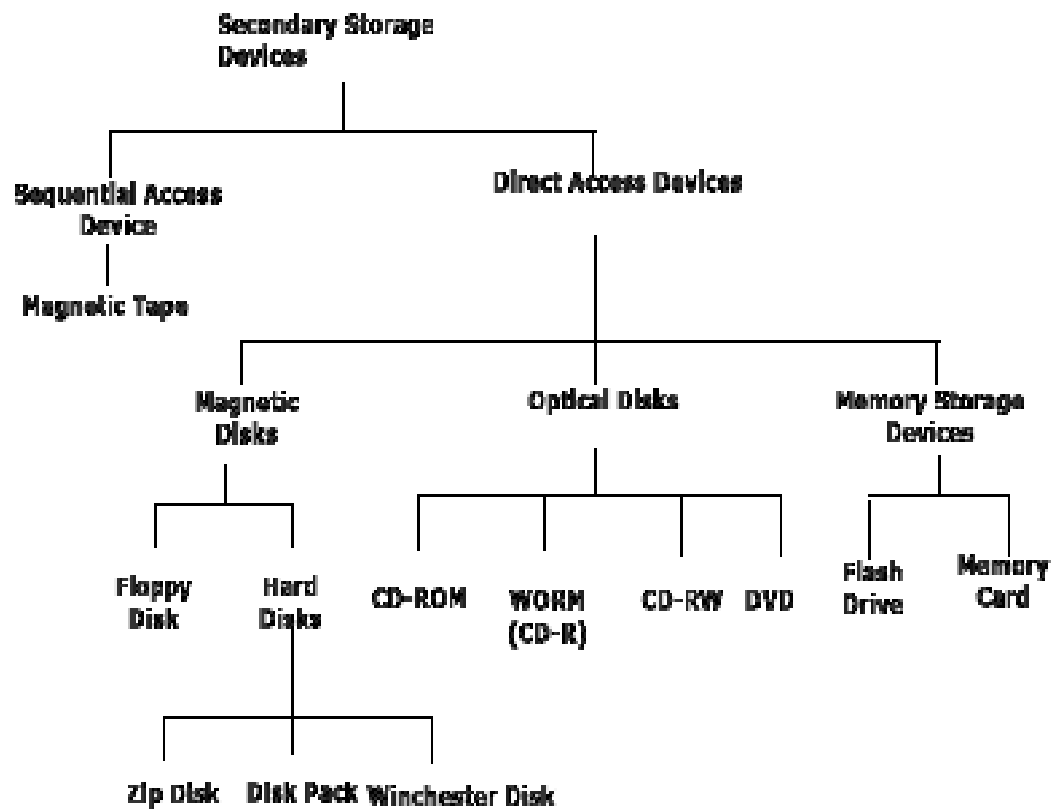 Secondary Storage
Devices
Sequential Access
Device
Direct Access Devices
Magnetic Tape
Magnetic
Disks
Optical Disks
Memory Storage
Devices
Floppy
Disk
Hard
Disks
CD-ROM
WORM
(CD-R)
CD-RW
DVD
Flash
Drive
Memory
Card
Zip Disk
Disk Pack
Winchester Disk